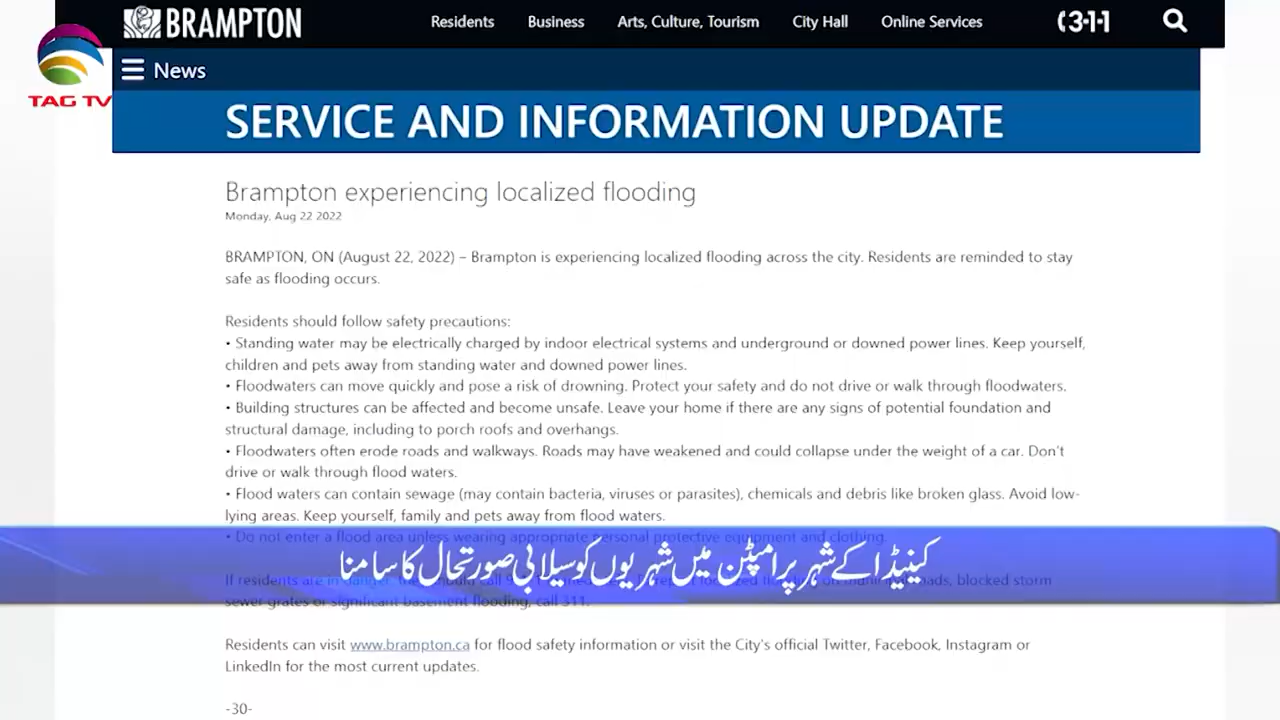 BRAMPTON
Residents Business Arts, Culture, Tourism City Hall Online Services
(3·1·1
TAG TV
News
SERVICE AND INFORMATION UPDATE
Brampton experiencing localized flooding
Monday, Aug 22 2022
BRAMPTON, ON (August 22, 2022) – Brampton is experiencing localized flooding across the city. Residents are reminded to stay
safe as flooding occurs.
Residents should follow safety precautions:
• Standing water may be electrically charged by indoor electrical systems and underground or downed power lines. Keep yourself,
children and pets away from standing water and downed power lines.
• Floodwaters can move quickly and pose a risk of drowning. Protect your safety and do not drive or walk through floodwaters.
• Building structures can be affected and become unsafe. Leave your home if there are any signs of potential foundation and
structural damage, including to porch roofs and overhangs.
• Floodwaters often erode roads and walkways. Roads may have weakened and could collapse under the weight of a car. Don't
drive or walk through flood waters.
• Flood waters can contain sewage (may contain bacteria, viruses or parasites), chemicals and debris like broken glass. Avoid low-
lying areas. Keep yourself, family and pets away from flood waters.
• Do not enter a flood area unless wearing appropriate personal protective equipment and clothing.
کینیڈا کے شہر پرامپٹن میں شہریوں کو سیلابی صورتحال کا سامنا
If residents are in danger, should call blocked storm
sewer grates or significant basement flooding, call 311.
Residents can visit www.brampton.ca for flood safety information or visit the City's official Twitter, Facebook, Instagram or
LinkedIn for the most current updates.
-30-